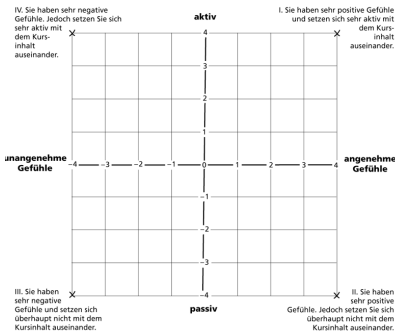 IV. Sie haben sehr negative
Gefühle. Jedoch setzen Sie sich
sehr aktiv mit
dem Kurs-
inhalt
auseinander.
aktiv
I. Sie haben sehr positive Gefühle
und setzen sich sehr aktiv mit
dem Kurs-
inhalt
auseinander.
4
3
2
1
unangenehme
Gefühle
-4 -3 -2 -1 0 1 2 3 4
angenehme
Gefühle
-1
-2
-3
-4
III. Sie haben
sehr negative
Gefühle und setzen sich
überhaupt nicht mit dem
Kursinhalt auseinander.
passiv
II. Sie haben
sehr positive
Gefühle. Jedoch setzen Sie sich
überhaupt nicht mit dem
Kursinhalt auseinander.